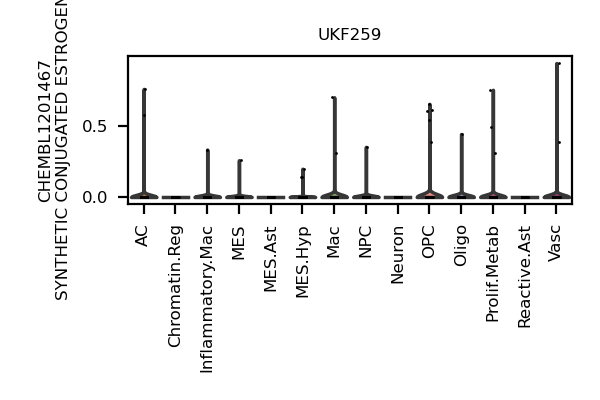 UKF259
CHEMBL1201467
SYNTHETIC CONJUGATED ESTROGEN
0.5
0.0
AC
Chromatin.Reg
Inflammatory.Mac
MES
MES.Ast
MES.Hyp
Mac
NPC
Neuron
OPC
Oligo
Prolif.Metab
Reactive.Ast
Vasc